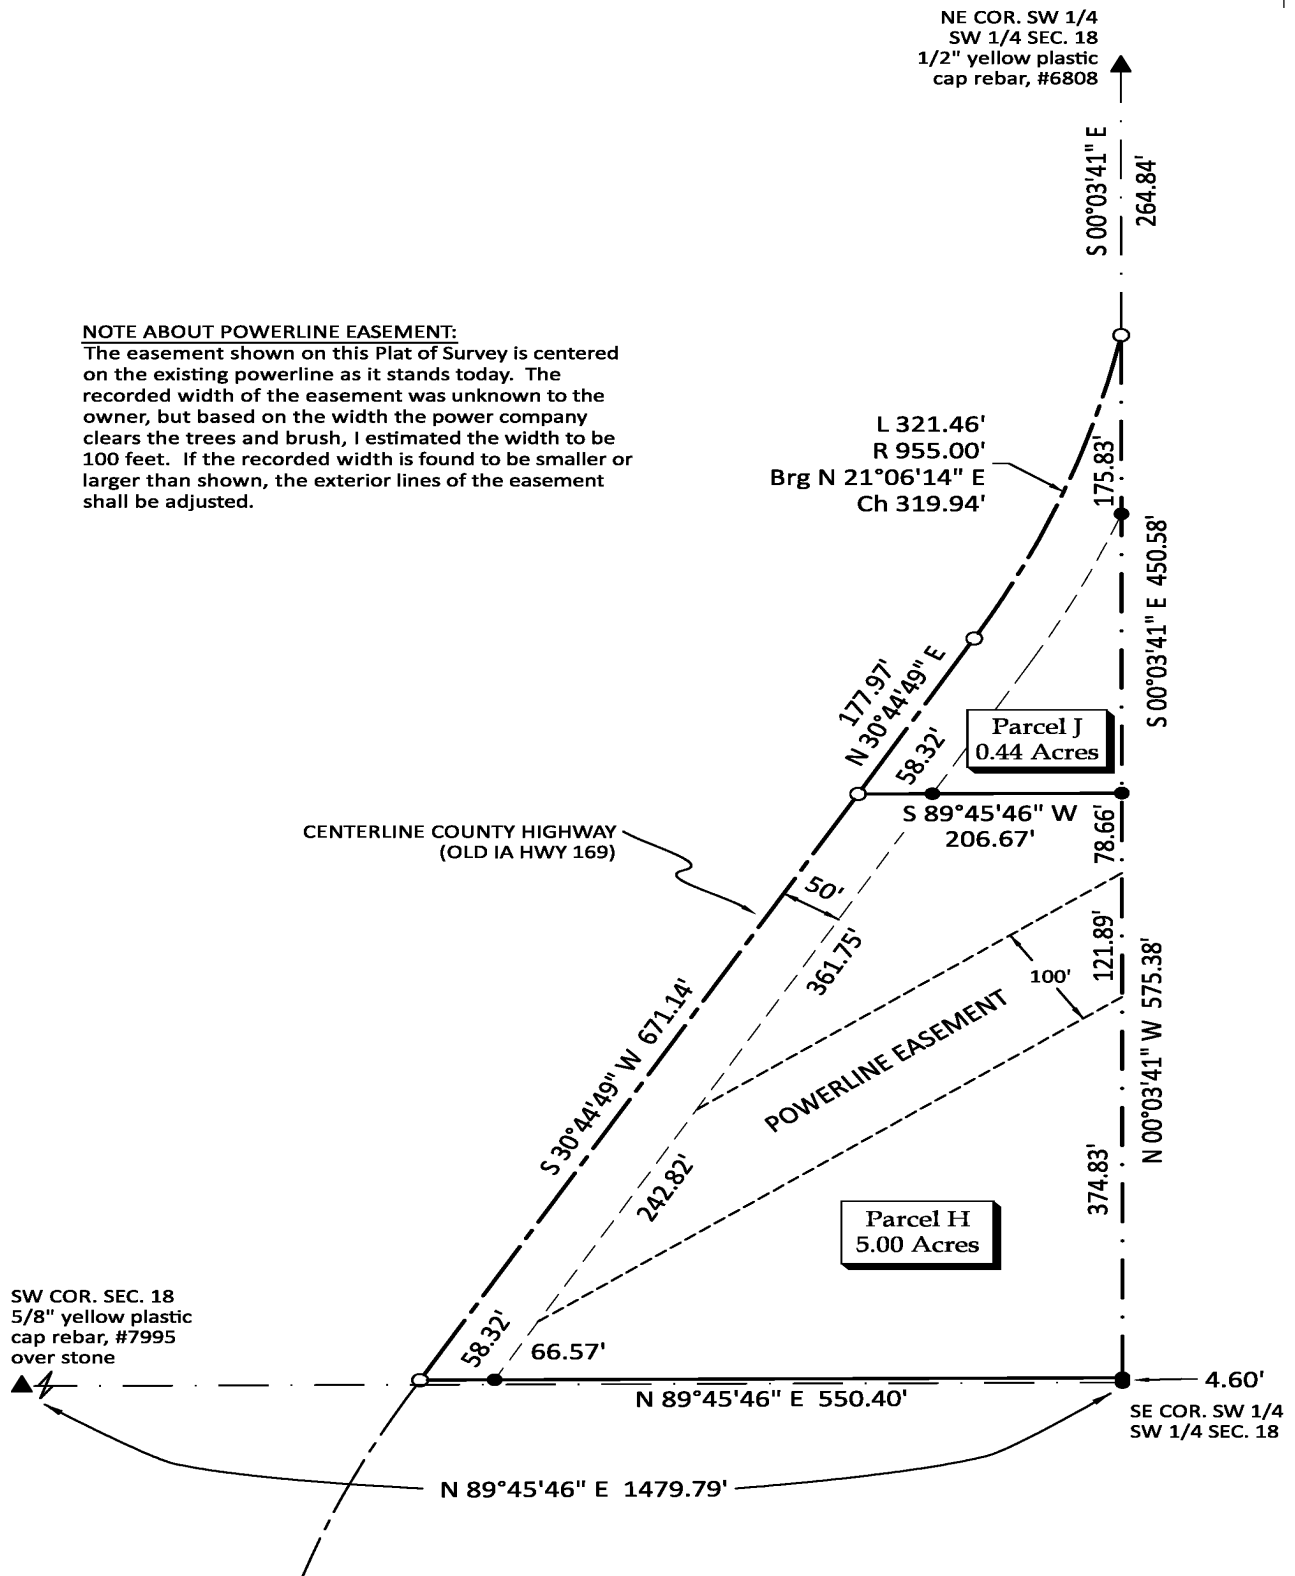 NE COR. SW 1/4
SW 1/4 SEC. 18
1/2" yellow plastic
cap rebar, #6808
S 00°03'41" E
264.84'
NOTE ABOUT POWERLINE EASEMENT:
The easement shown on this Plat of Survey is centered
on the existing powerline as it stands today.  The
recorded width of the easement was unknown to the
owner, but based on the width the power company
clears the trees and brush, I estimated the width to be
100 feet.  If the recorded width is found to be smaller or
larger than shown, the exterior lines of the easement
shall be adjusted.
L 321.46'
R 955.00'
Brg N 21°06'14" E
Ch 319.94'
175.83'
S 00°03'41" E  450.58'
177.97'
N 30°44'49" E
58.32'
Parcel J
0.44 Acres
S 89°45'46" W
206.67'
78.66'
CENTERLINE COUNTY HIGHWAY
(OLD IA HWY 169)
50'
361.75'
121.89'
100'
N 00°03'41" W  575.38'
S 30°44'49" W  671.14'
POWERLINE EASEMENT
242.82'
374.83'
Parcel H
5.00 Acres
SW COR. SEC. 18
5/8" yellow plastic
cap rebar, #7995
over stone
58.32'
66.57'
4.60'
N 89°45'46" E  550.40'
SE COR. SW 1/4
SW 1/4 SEC. 18
N 89°45'46" E  1479.79'